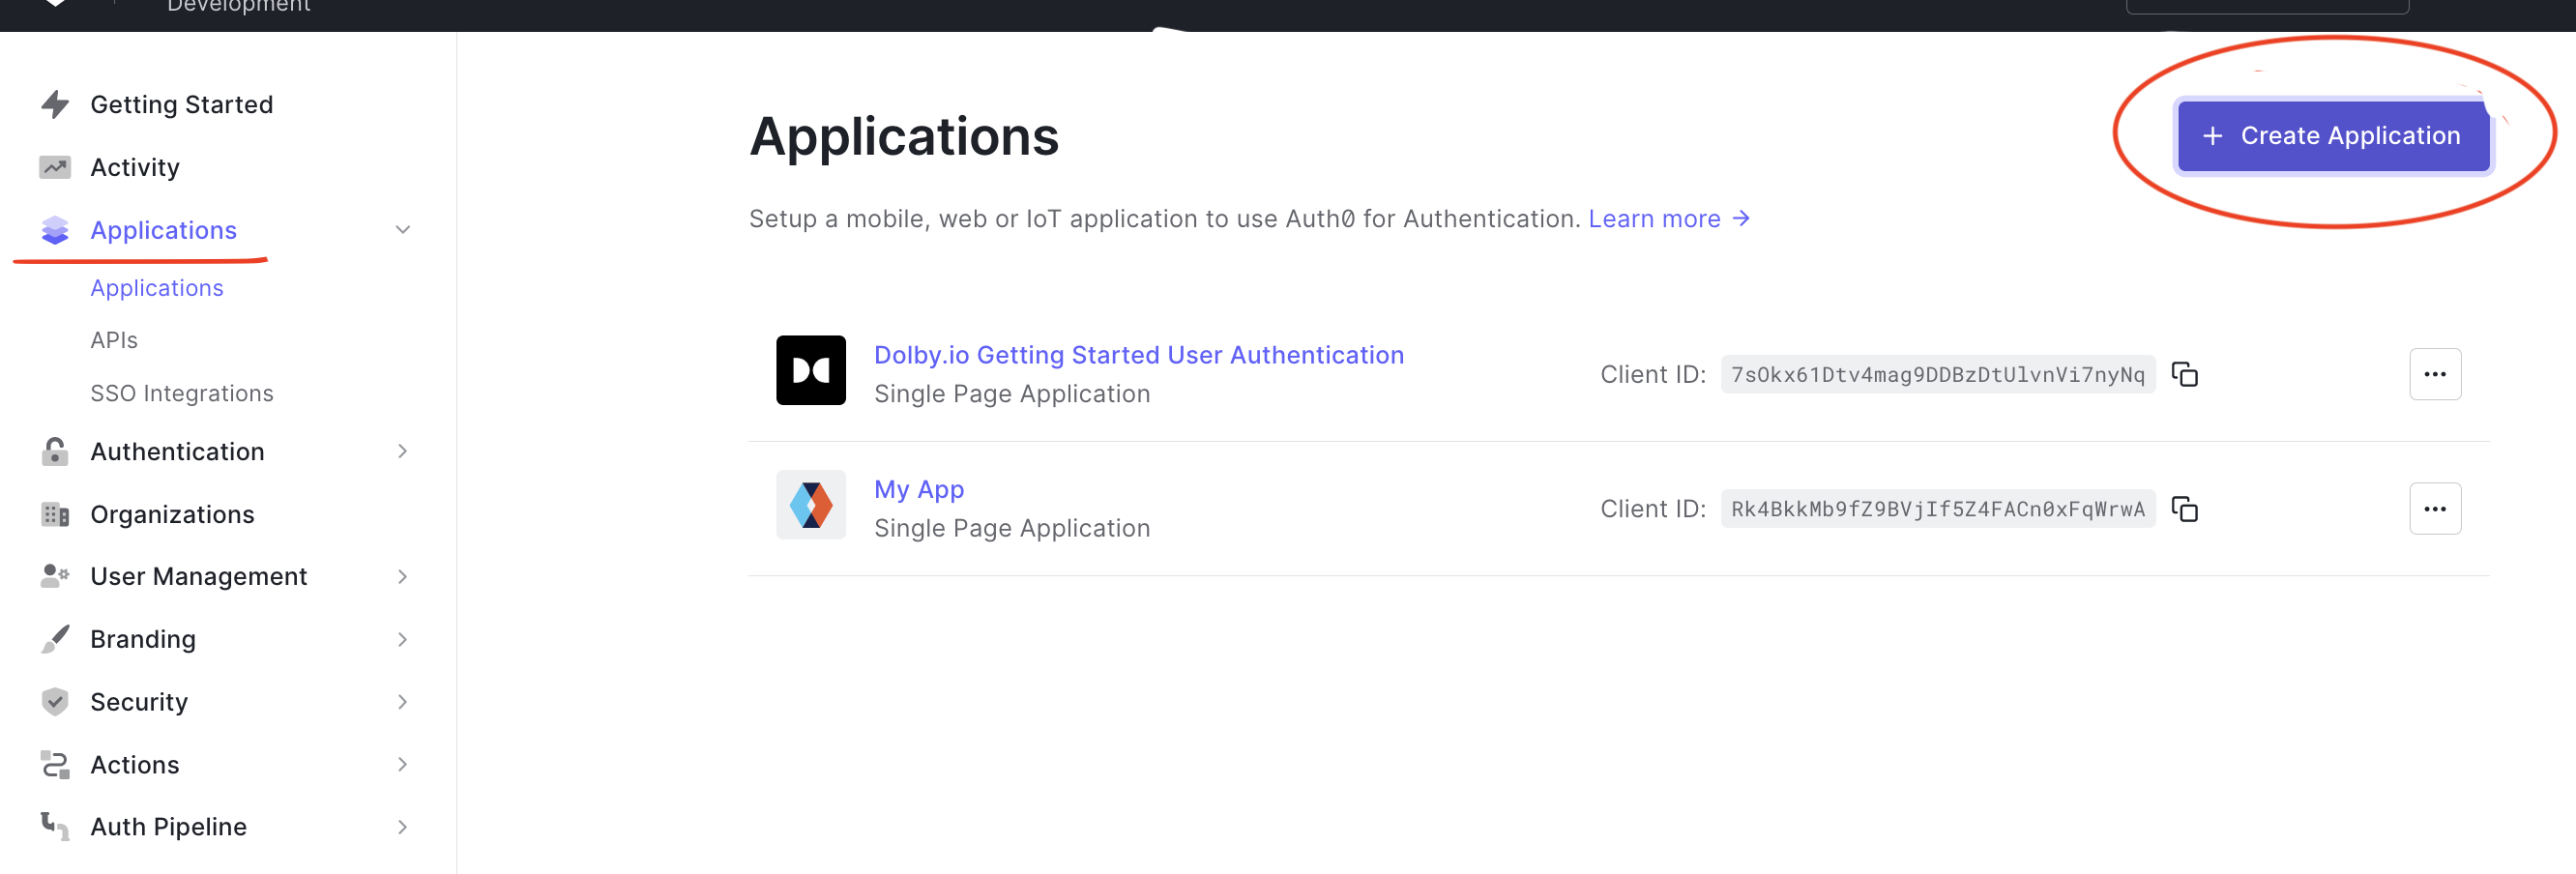 Development
Getting Started
Activity
Applications
Applications
APIs
SSO Integrations
Authentication
Organizations
User Management
Branding
Security
Actions
Auth Pipeline
Applications
+ Create Application
Setup a mobile, web or IoT application to use Auth0 for Authentication. Learn more →
Dolby.io Getting Started User Authentication
Single Page Application
Client ID: 7sOkx61Dtv4mag9DDBzDtUlvnVi7nyNq
My App
Single Page Application
Client ID: Rk4BkkMb9fZ9BVjIf5Z4FACn0xFqWrwA